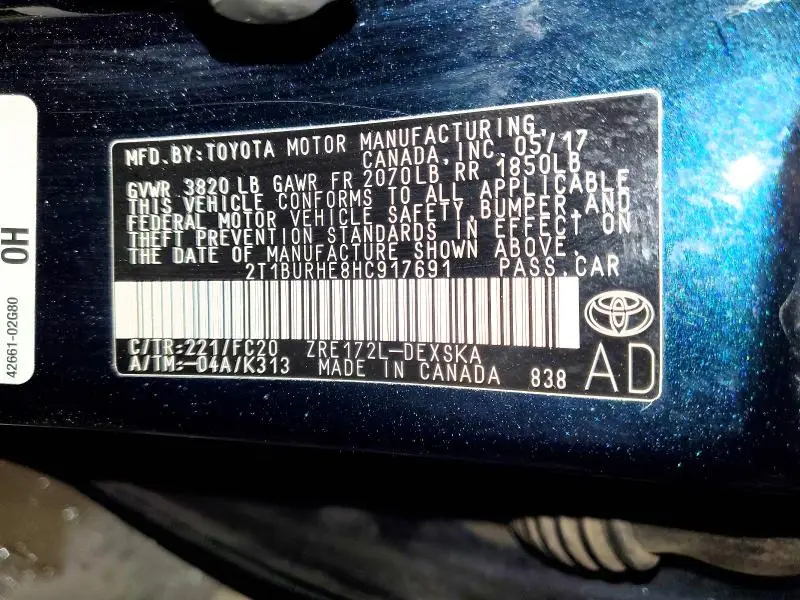 MFD. BY: TOYOTA MOTOR MANUFACTURING,
CANADA, INC. 05/17
GVWR 3820 LB GAWR FR 2070LB RR 1850LB
THIS VEHICLE CONFORMS TO ALL APPLICABLE
FEDERAL MOTOR VEHICLE SAFETY, BUMPER AND
THEFT PREVENTION STANDARDS IN EFFECT ON
THE DATE OF MANUFACTURE SHOWN ABOVE.
2T1BURHE8HC917691 PASS. CAR
C/TR: 221/FC20 ZRE172L-DEXSKA
A/TM: -04A/K313 MADE IN CANADA 838
AD
0H
42661-02G80